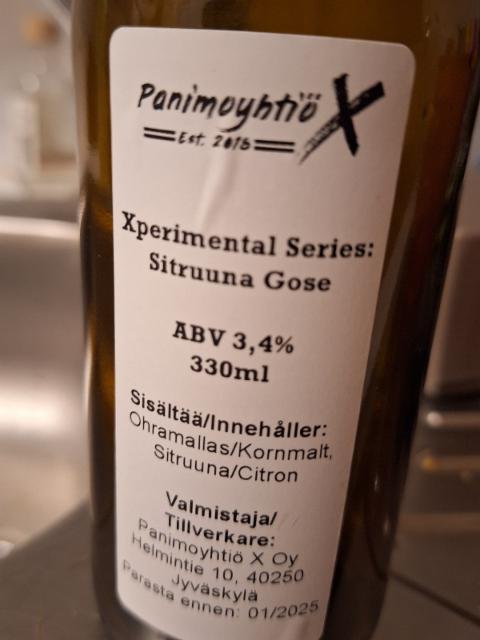 Panimoyhtiö X
Est. 2018
Xperimental Series:
Sitruuna Gose
ABV 3,4%
330ml
Sisältää/Innehåller:
Ohramallas/Kornmalt,
Sitruuna/Citron
Valmistaja/
Tillverkare:
Panimoyhtiö X Oy
Helmintie 10, 40250
Jyväskylä
Parasta ennen: 01/2025